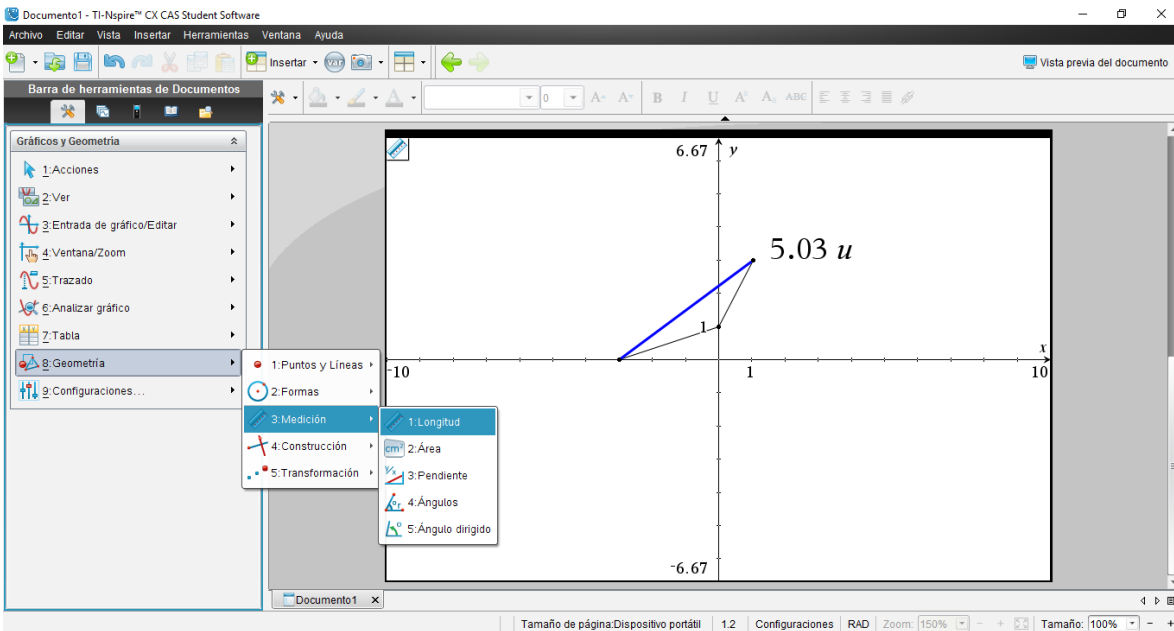 Documento1 - TI-Nspire™ CX CAS Student Software
Archivo Editar Vista Insertar Herramientas Ventana Ayuda
Insertar var Vista previa del documento
Barra de herramientas de Documentos
0 A A B I U A A ABC
Gráficos y Geometría
1:Acciones
2:Ver
3:Entrada de gráfico/Editar
4:Ventana/Zoom
5:Trazado
6:Analizar gráfico
7:Tabla
8:Geometría
9:Configuraciones...
1:Puntos y Líneas
2:Formas
3:Medición
4:Construcción
5:Transformación
1:Longitud
cm² 2:Área
3:Pendiente
4:Ángulos
5:Ángulo dirigido
6.67 y
5.03 u
1
x
-10 1 10
-6.67
Documento1
Tamaño de página:Dispositivo portátil 1.2 Configuraciones RAD Zoom: 150% Tamaño: 100%